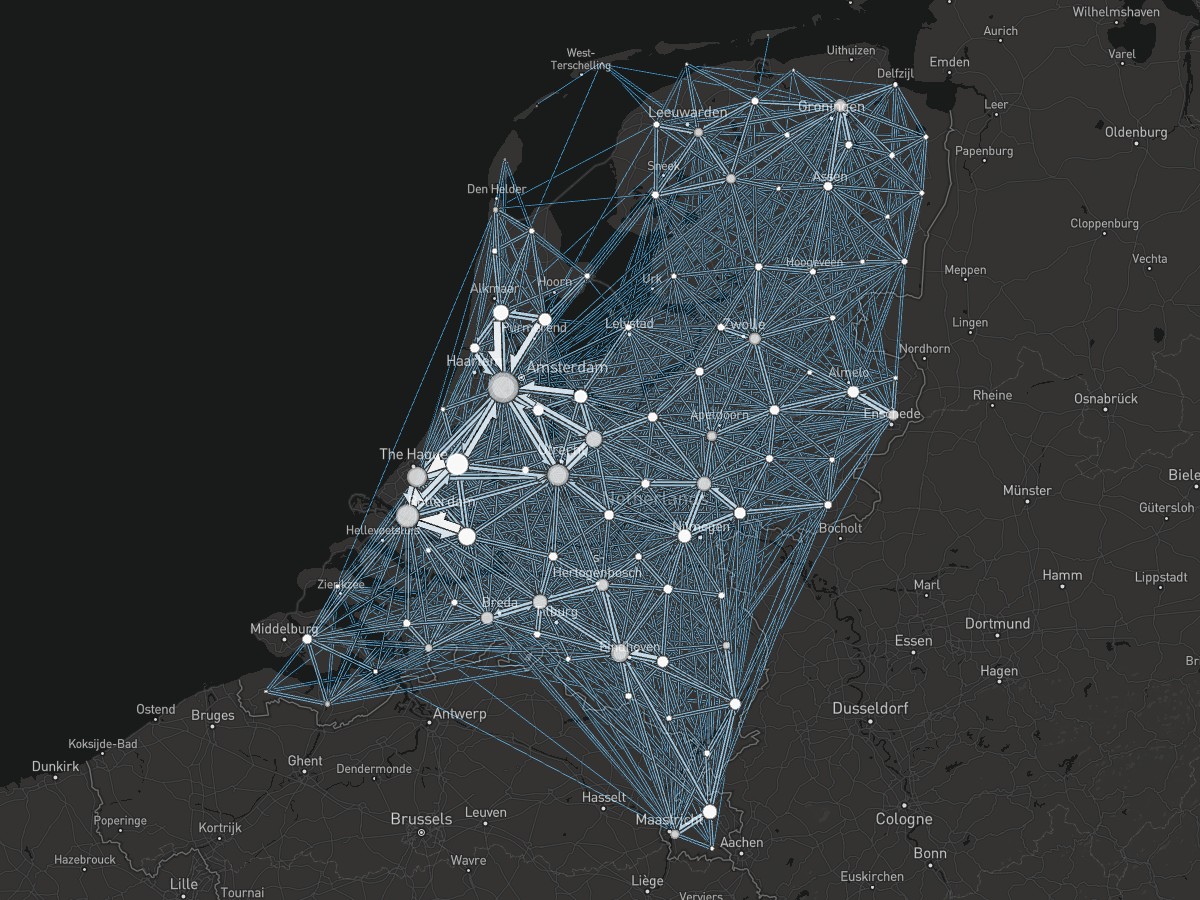 Wilhelmshaven
Aurich
Uithuizen
West-
Terschelling
Varel
Emden
Delfzijl
Leer
Groningen
Leeuwarden
Oldenburg
Papenburg
Sneek
Assen
Den Helder
Cloppenburg
Vechta
Hoogeveen
Meppen
Urk
Hoorn
Alkmaar
Lelystad
Zwolle
Purmerend
Lingen
Nordhorn
Haarlem
Amsterdam
Almelo
Rheine
Osnabrück
Apeldoorn
Enschede
The Hague
Biele
Münster
Netherlands
Rotterdam
Gütersloh
Hellevoetsluis
Nijmegen
Bocholt
S-
Hertogenbosch
Hamm
Lippstadt
Zierikzee
Marl
Breda
Tilburg
Middelburg
Dortmund
Essen
Eindhoven
Hagen
Ostend
Bruges
Antwerp
Dusseldorf
Koksijde-Bad
Ghent
Dunkirk
Dendermonde
Hasselt
Leuven
Brussels
Maastricht
Cologne
Poperinge
Kortrijk
Aachen
Bonn
Hazebrouck
Wavre
Lille
Tournai
Liège
Euskirchen
Verviers